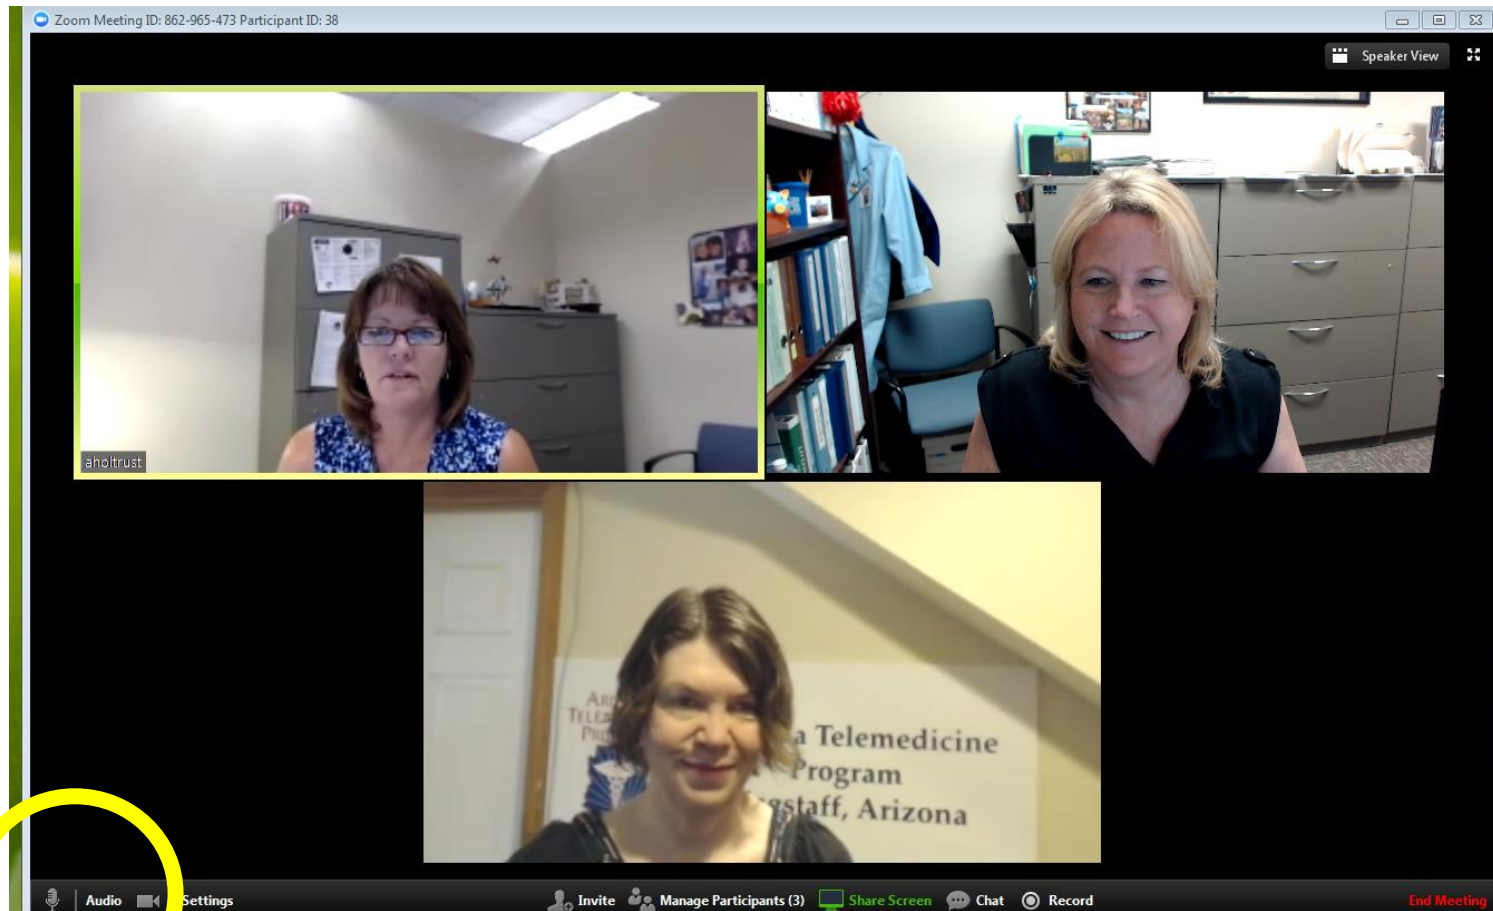 Zoom Meeting ID: 862-965-473 Participant ID: 38
Speaker View
aholtrust
a Telemedicine
Program
gstaff, Arizona
Audio
Settings
Invite
Manage Participants (3)
Share Screen
Chat
Record
End Meeting